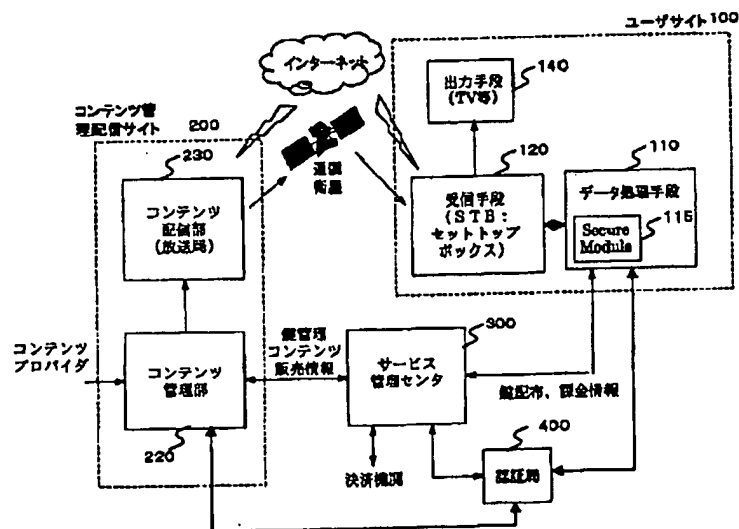 ユーザサイト100
インターネット
出力手段
(TV等)
140
コンテンツ管
理配信サイト
200
230
通信
衛星
120
110
コンテンツ
配信部
(放送局)
受信手段
(STB:
セットトップ
ボックス)
データ処理手段
Secure
Module
115
コンテンツ
プロバイダ
コンテンツ
管理部
220
鍵管理
コンテンツ
販売情報
300
サービス
管理センタ
鍵配布、課金情報
決済機関
400
認証局